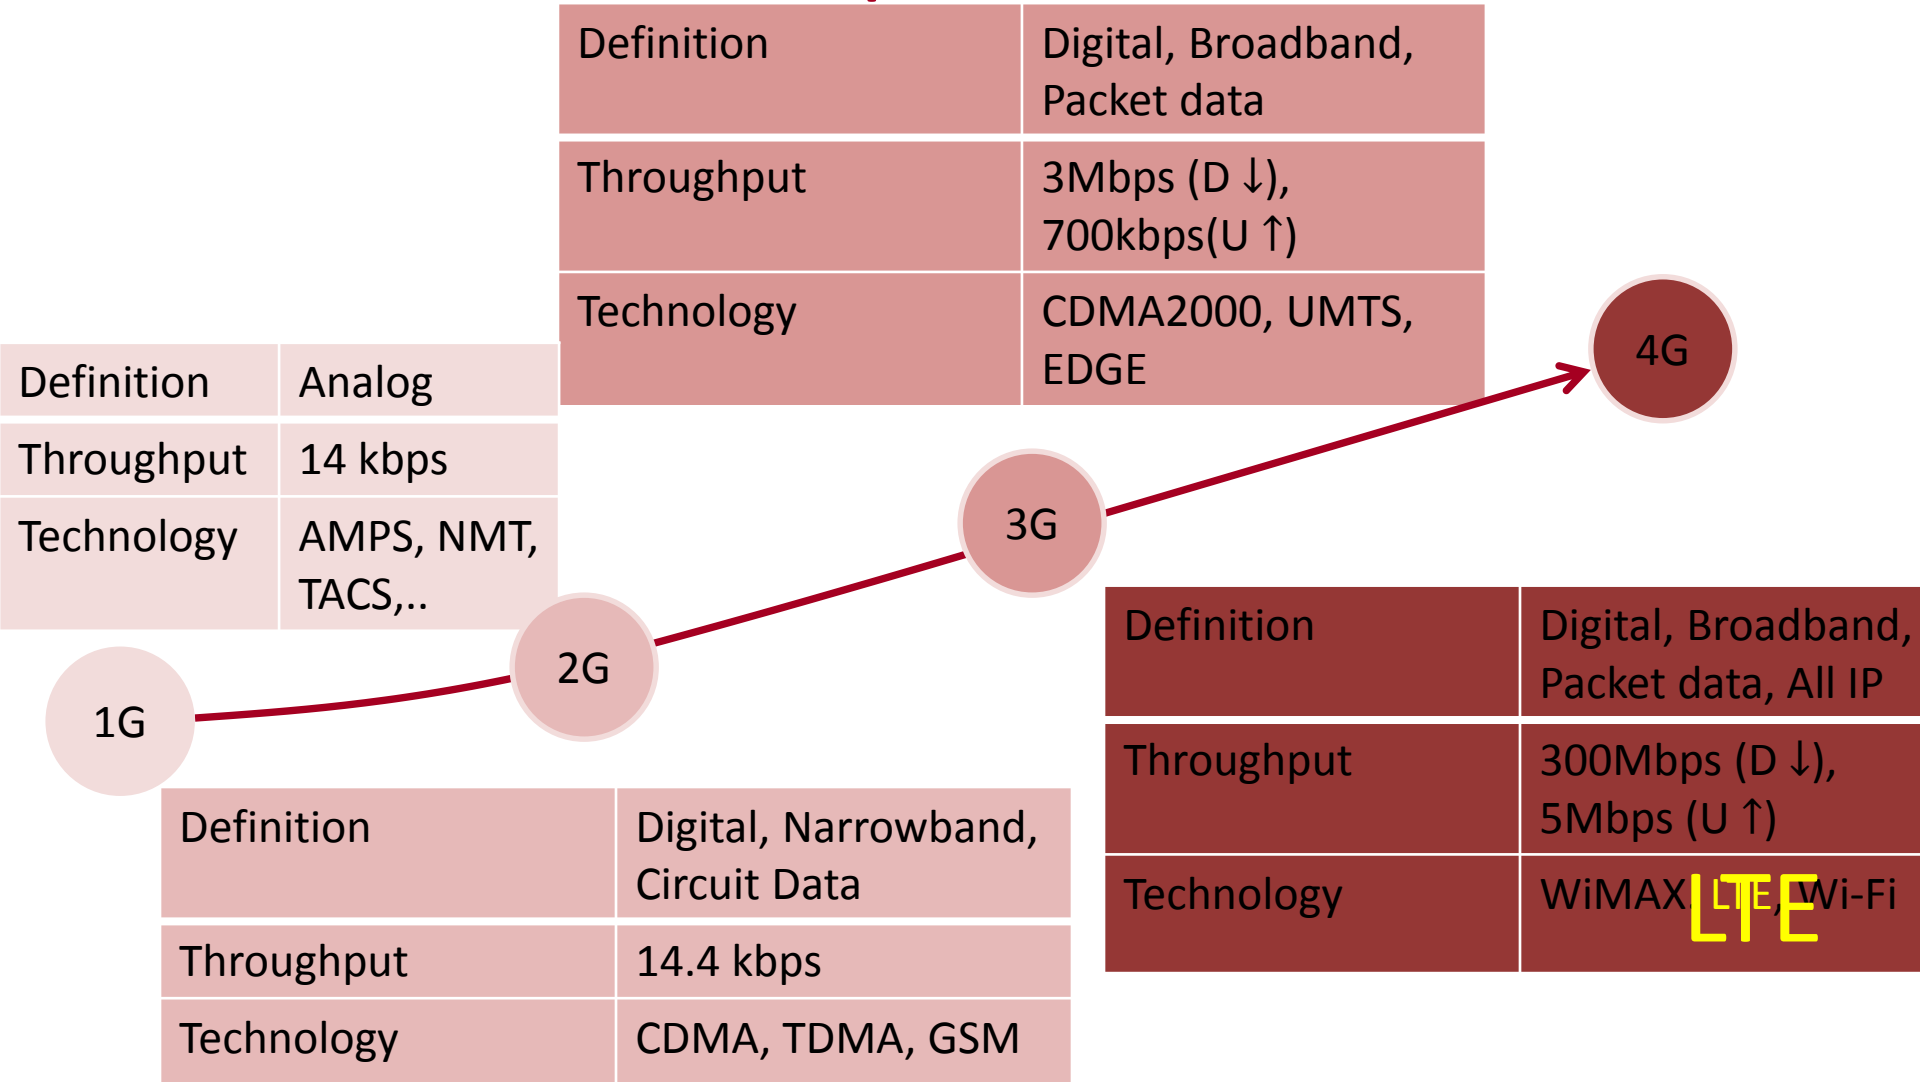 Definition
Digital, Broadband,
Packet data
Throughput
3Mbps (D ↓),
700kbps(U ↑)
Technology
CDMA2000, UMTS,
EDGE
4G
Definition
Analog
Throughput
14 kbps
Technology
AMPS, NMT,
TACS,..
3G
2G
1G
Definition
Digital, Broadband,
Packet data, All IP
Throughput
300Mbps (D ↓),
5Mbps (U ↑)
Technology
WiMAX, LTE, Wi-Fi
LTE
Definition
Digital, Narrowband,
Circuit Data
Throughput
14.4 kbps
Technology
CDMA, TDMA, GSM